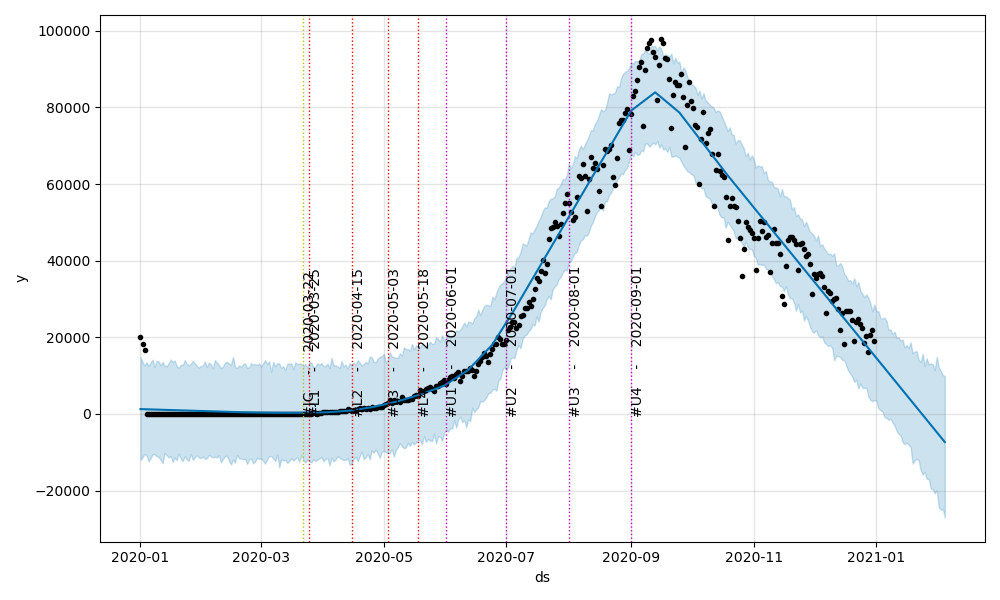 100000
80000
60000
40000
20000
0
−20000
y
#JC - 2020-03-22
#L1 - 2020-03-25
#L2 - 2020-04-15
#L3 - 2020-05-03
#L4 - 2020-05-18
#U1 - 2020-06-01
#U2 - 2020-07-01
#U3 - 2020-08-01
#U4 - 2020-09-01
2020-01 2020-03 2020-05 2020-07 2020-09 2020-11 2021-01
ds